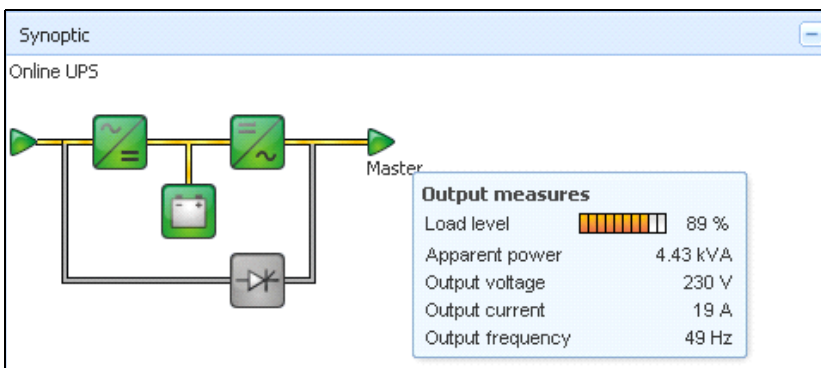 Synoptic
Online UPS
Master
Output measures
Load level 89 %
Apparent power 4.43 kVA
Output voltage 230 V
Output current 19 A
Output frequency 49 Hz